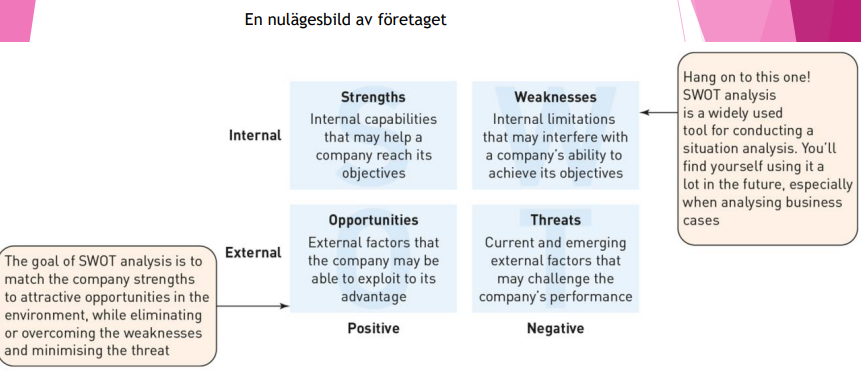 En nulägesbild av företaget
Hang on to this one!
SWOT analysis
is a widely used
tool for conducting a
situation analysis. You'll
find yourself using it a
lot in the future, especially
when analysing business
cases
Internal
Strengths
Internal capabilities
that may help a
company reach its
objectives
Weaknesses
Internal limitations
that may interfere with
a company's ability to
achieve its objectives
External
Opportunities
External factors that
the company may be
able to exploit to its
advantage
Threats
Current and emerging
external factors that
may challenge the
company's performance
Positive
Negative
The goal of SWOT analysis is to
match the company strengths
to attractive opportunities in the
environment, while eliminating
or overcoming the weaknesses
and minimising the threat
S
W
O
T